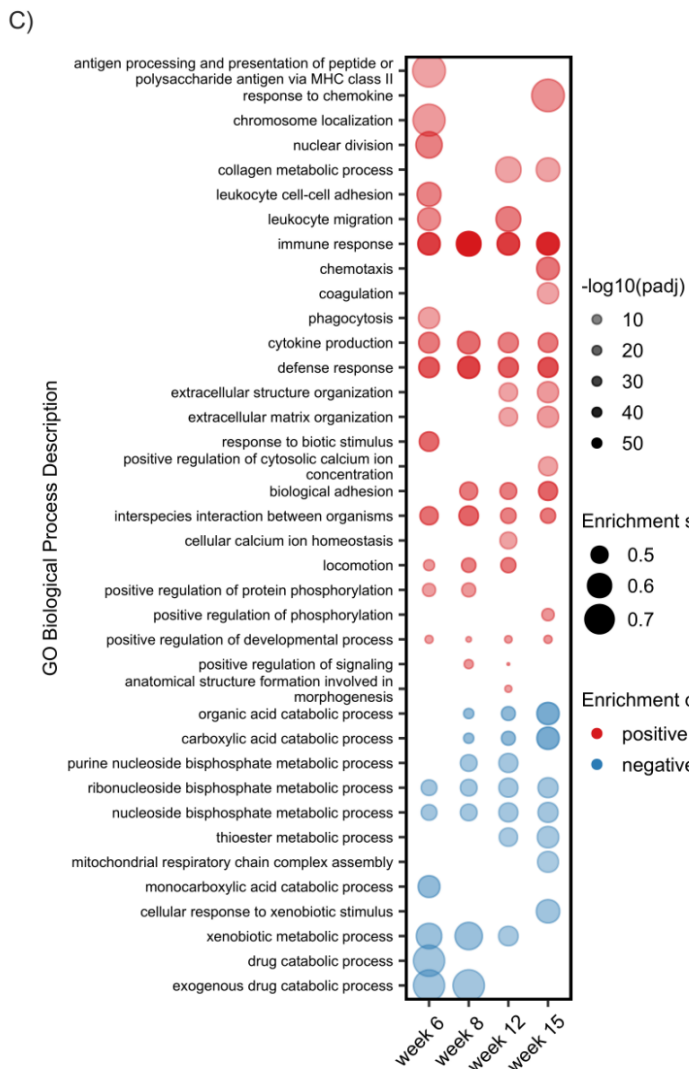 C)
antigen processing and presentation of peptide or
polysaccharide antigen via MHC class II
response to chemokine
chromosome localization
nuclear division
collagen metabolic process
leukocyte cell-cell adhesion
leukocyte migration
immune response
chemotaxis
coagulation
phagocytosis
cytokine production
defense response
extracellular structure organization
extracellular matrix organization
response to biotic stimulus
positive regulation of cytosolic calcium ion
concentration
biological adhesion
interspecies interaction between organisms
cellular calcium ion homeostasis
locomotion
positive regulation of protein phosphorylation
positive regulation of phosphorylation
positive regulation of developmental process
positive regulation of signaling
anatomical structure formation involved in
morphogenesis
organic acid catabolic process
carboxylic acid catabolic process
purine nucleoside bisphosphate metabolic process
ribonucleoside bisphosphate metabolic process
nucleoside bisphosphate metabolic process
thioester metabolic process
mitochondrial respiratory chain complex assembly
monocarboxylic acid catabolic process
cellular response to xenobiotic stimulus
xenobiotic metabolic process
drug catabolic process
exogenous drug catabolic process
GO Biological Process Description
week 6
week 8
week 12
week 15
-log10(padj)
10
20
30
40
50
Enrichment s
0.5
0.6
0.7
Enrichment
positive
negative